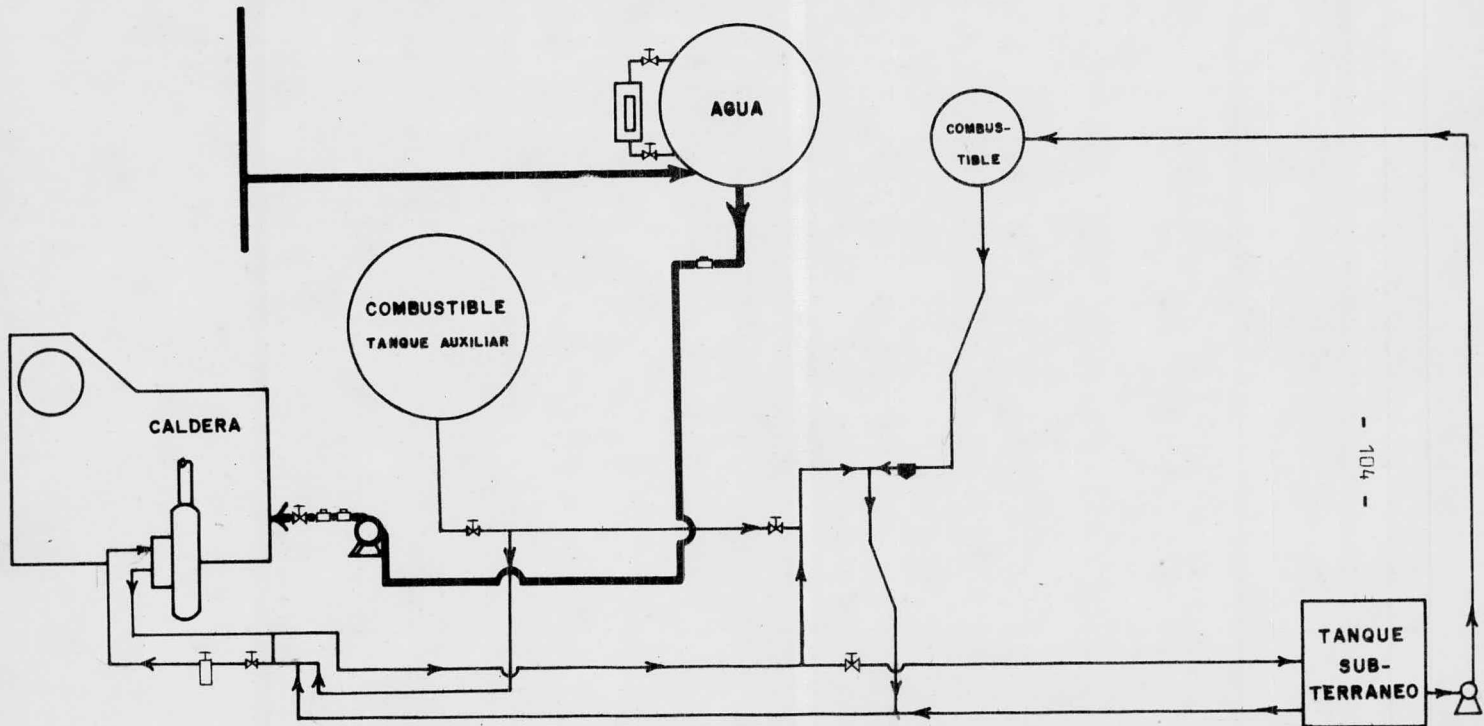 AGUA
COMBUS-
TIBLE
COMBUSTIBLE
TANQUE AUXILIAR
CALDERA
- 104 -
TANQUE
SUB-
TERRANEO